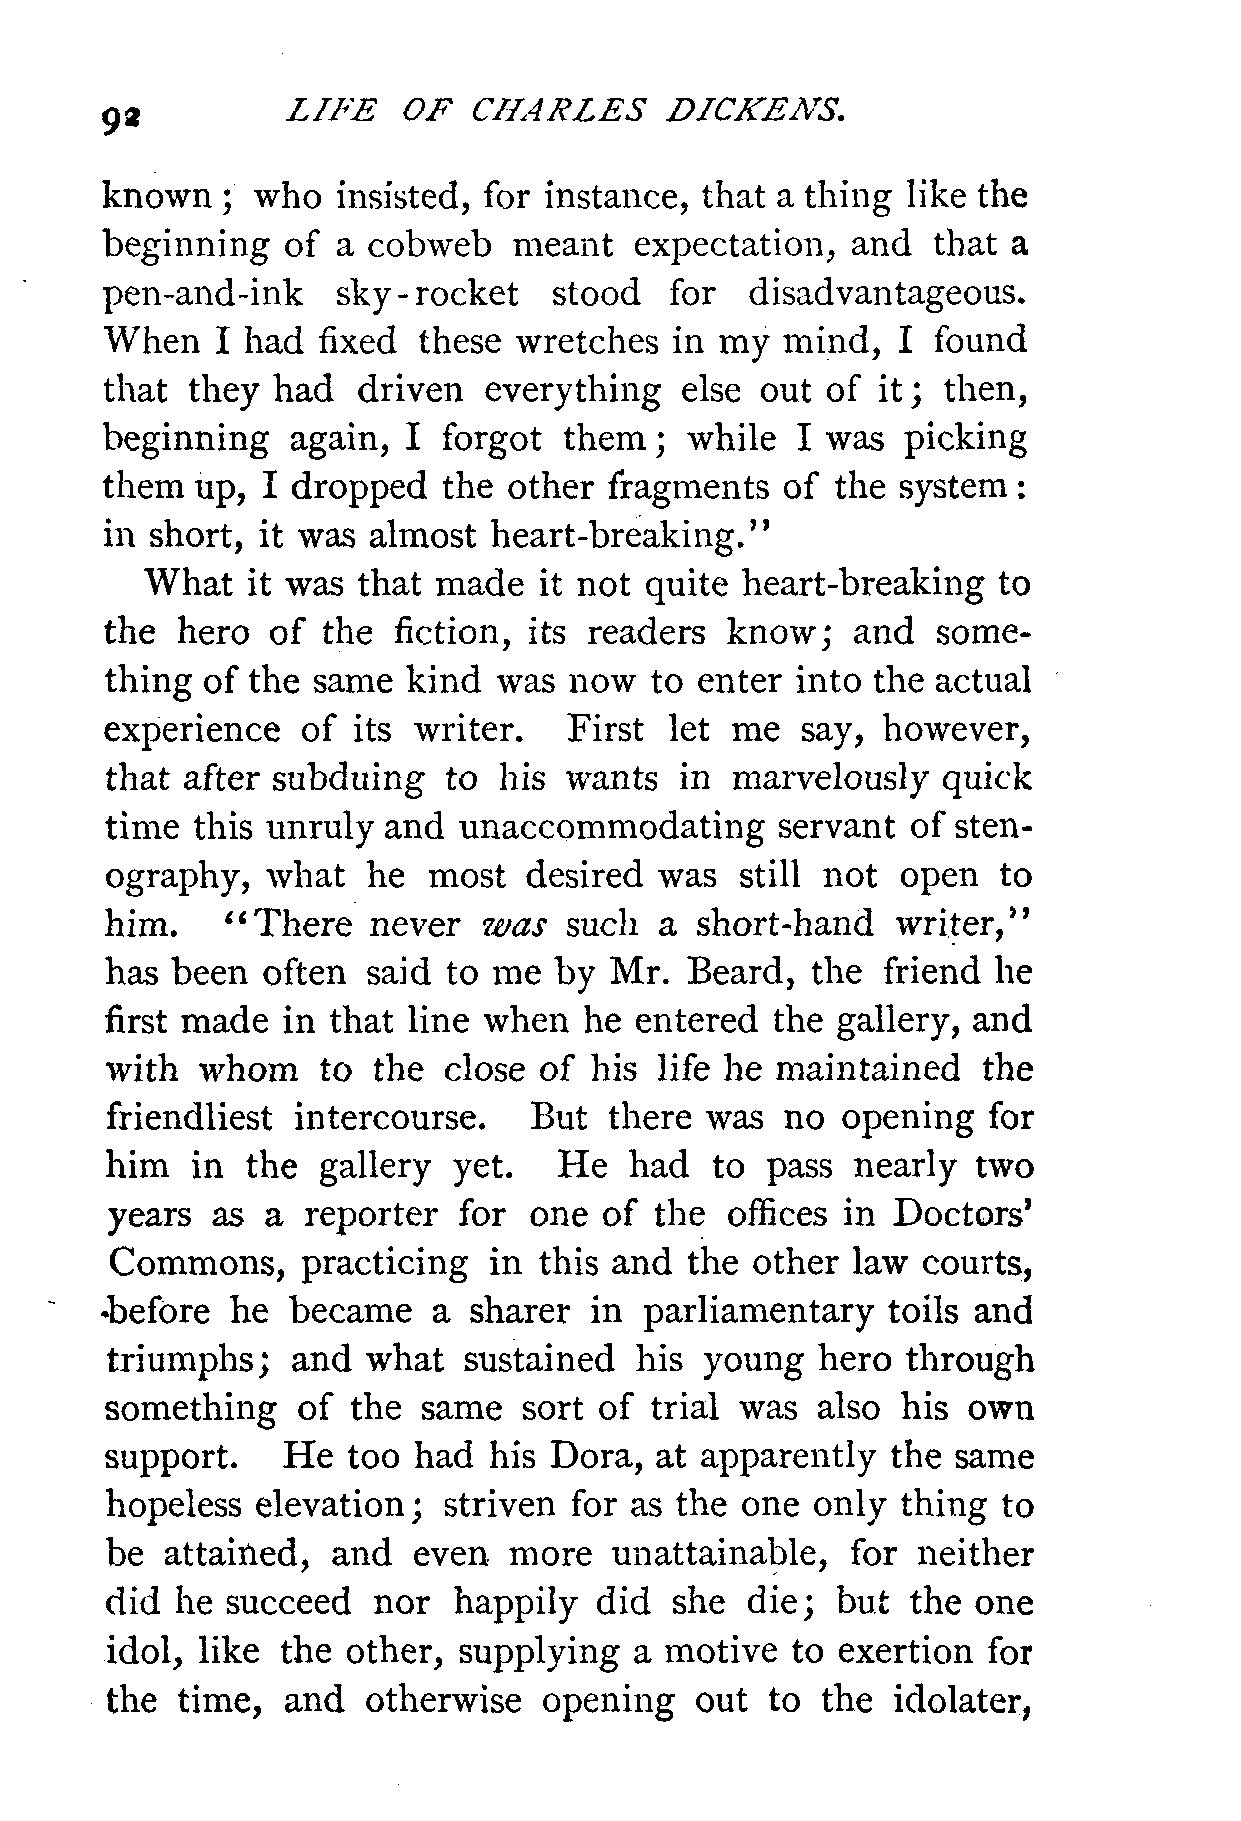 92 LIFE OF CHARLES DICKENS.
known ; who insisted, for instance, that a thing like the
beginning of a cobweb meant expectation, and that a
pen-and-ink sky-rocket stood for disadvantageous.
When I had fixed these wretches in my mind, I found
that they had driven everything else out of it ; then,
beginning again, I forgot them ; while I was picking
them up, I dropped the other fragments of the system :
in short, it was almost heart-breaking."
What it was that made it not quite heart-breaking to
the hero of the fiction, its readers know; and some-
thing of the same kind was now to enter into the actual
experience of its writer. First let me say, however,
that after subduing to his wants in marvelously quick
time this unruly and unaccommodating servant of sten-
ography, what he most desired was still not open to
him. "There never was such a short-hand writer,"
has been often said to me by Mr. Beard, the friend he
first made in that line when he entered the gallery, and
with whom to the close of his life he maintained the
friendliest intercourse. But there was no opening for
him in the gallery yet. He had to pass nearly two
years as a reporter for one of the offices in Doctors'
Commons, practicing in this and the other law courts,
before he became a sharer in parliamentary toils and
triumphs; and what sustained his young hero through
something of the same sort of trial was also his own
support. He too had his Dora, at apparently the same
hopeless elevation ; striven for as the one only thing to
be attained, and even more unattainable, for neither
did he succeed nor happily did she die; but the one
idol, like the other, supplying a motive to exertion for
the time, and otherwise opening out to the idolater,